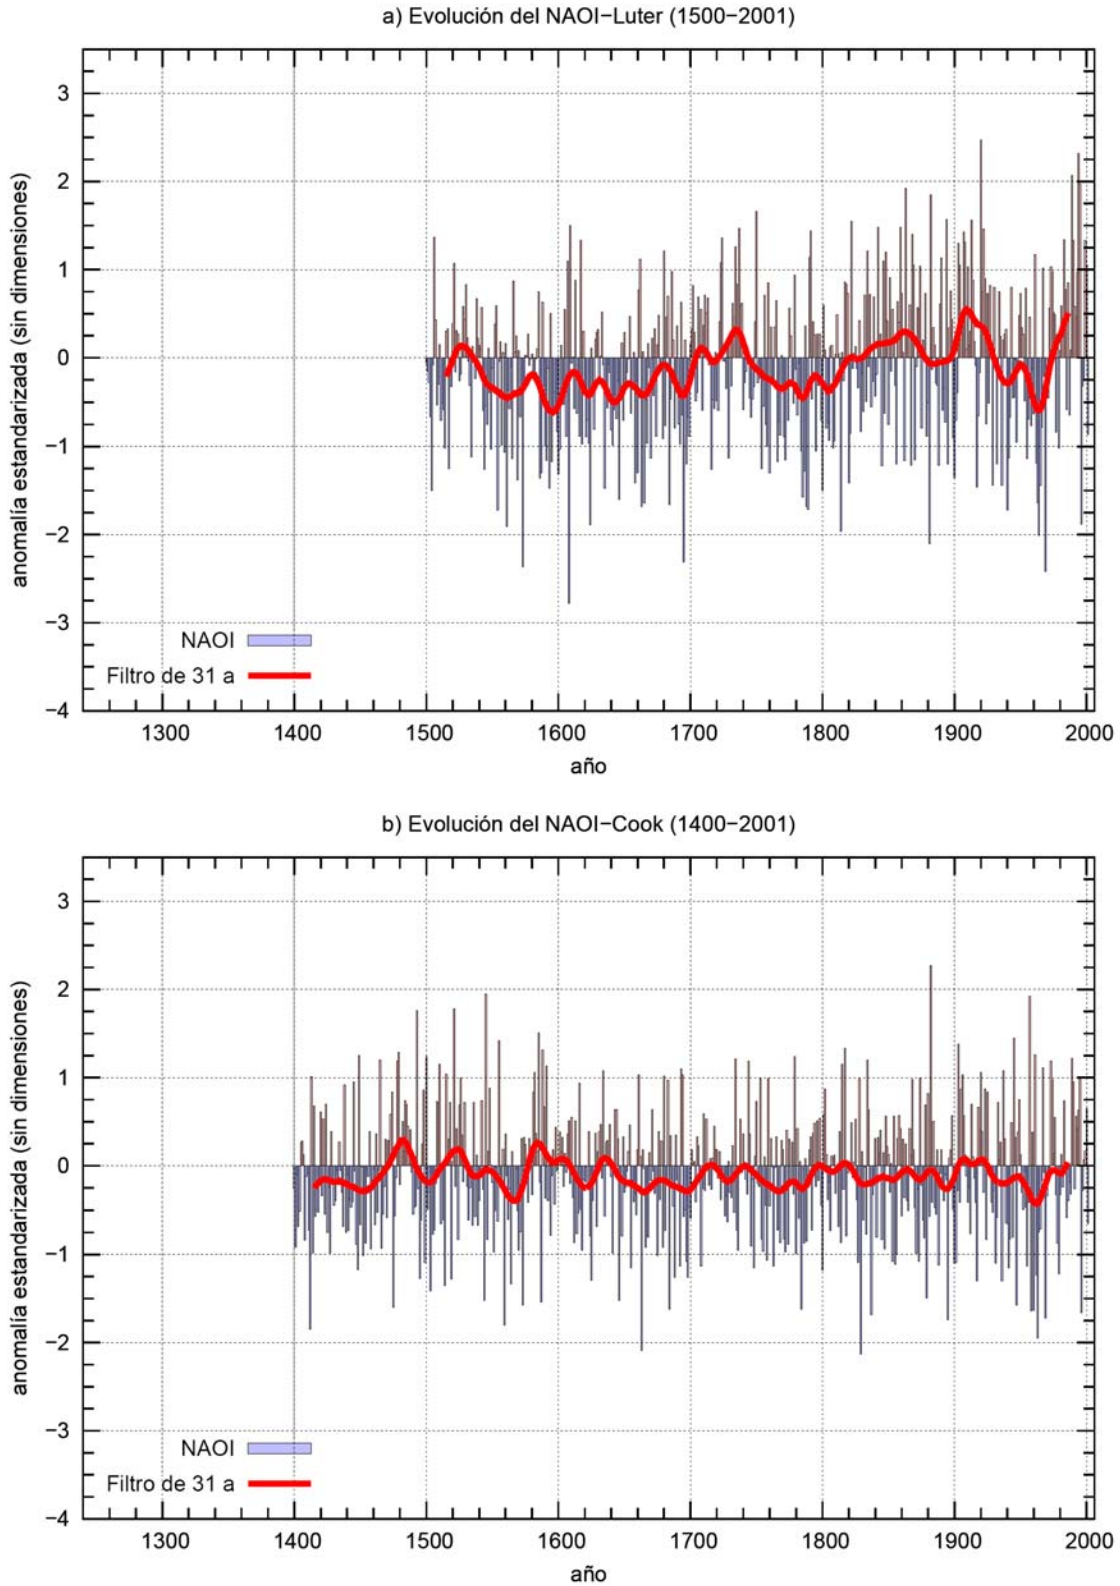 a) Evolución del NAOI−Luter (1500−2001)
3
2
1
0
−1
−2
−3
−4
anomalía estandarizada (sin dimensiones)
NAOI
Filtro de 31 a
1300 1400 1500 1600 1700 1800 1900 2000
año
b) Evolución del NAOI−Cook (1400−2001)
3
2
1
0
−1
−2
−3
−4
anomalía estandarizada (sin dimensiones)
NAOI
Filtro de 31 a
1300 1400 1500 1600 1700 1800 1900 2000
año